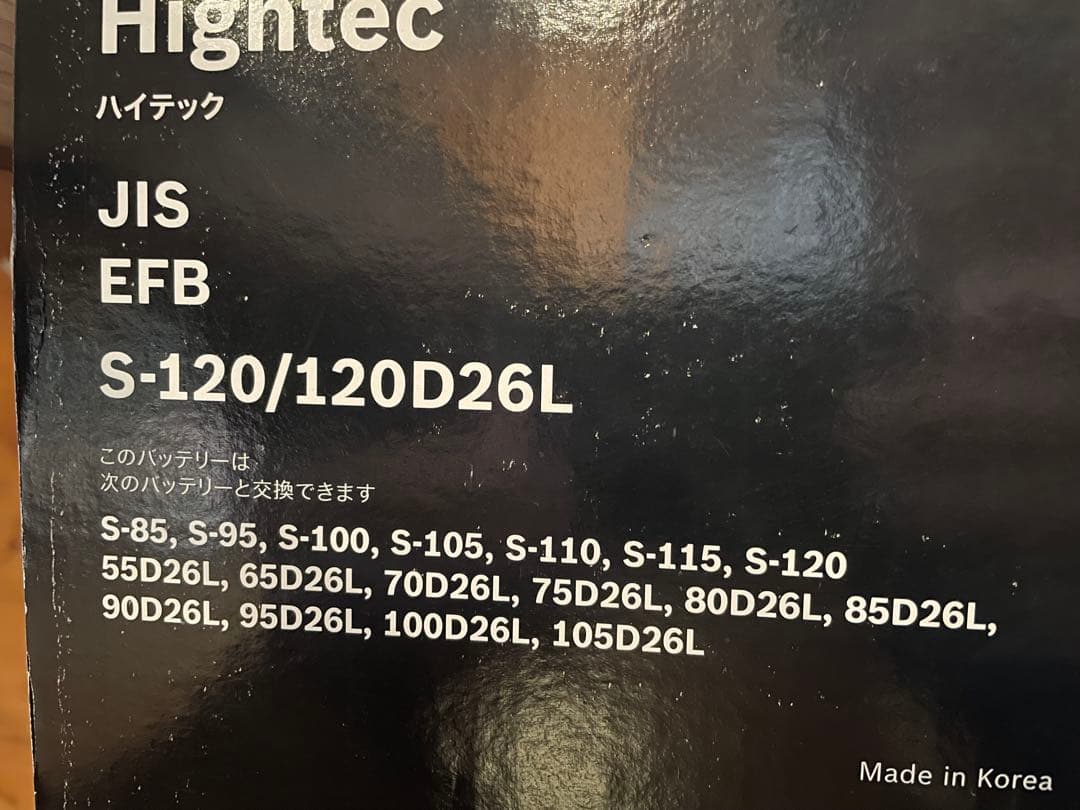 Hightec
ハイテック
JIS
EFB
S-120/120D26L
このバッテリーは
次のバッテリーと交換できます
S-85, S-95, S-100, S-105, S-110, S-115, S-120
55D26L, 65D26L, 70D26L, 75D26L, 80D26L, 85D26L,
90D26L, 95D26L, 100D26L, 105D26L
Made in Korea